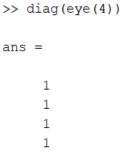 >> diag(eye(4))
ans =
1
1
1
1